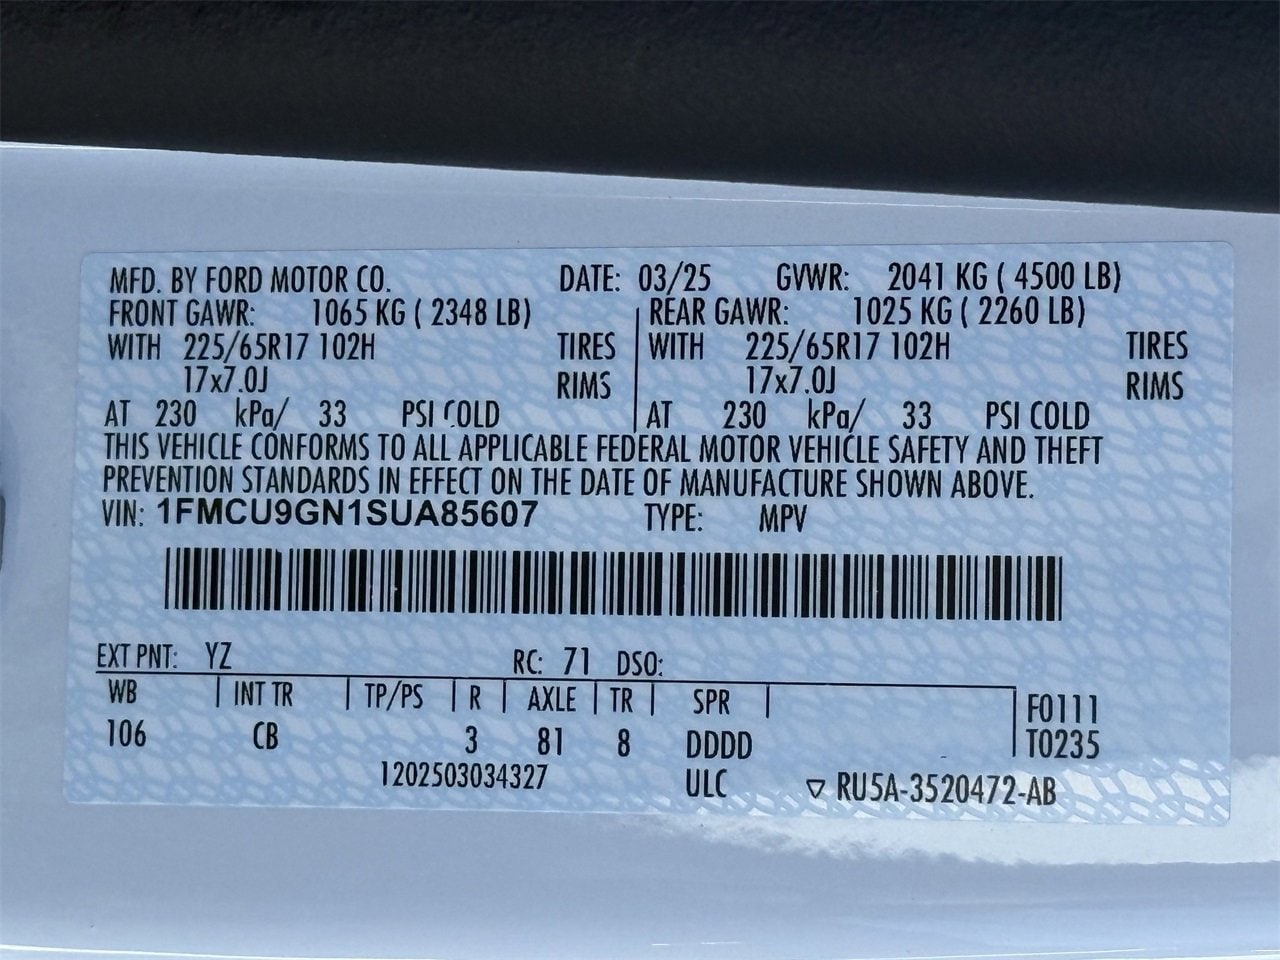 MFD. BY FORD MOTOR CO. DATE: 03/25 GVWR: 2041 KG ( 4500 LB)
FRONT GAWR: 1065 KG ( 2348 LB) REAR GAWR: 1025 KG ( 2260 LB)
WITH 225/65R17 102H TIRES WITH 225/65R17 102H TIRES
17x7.0J RIMS 17x7.0J RIMS
AT 230 kPa/ 33 PSI COLD AT 230 kPa/ 33 PSI COLD
THIS VEHICLE CONFORMS TO ALL APPLICABLE FEDERAL MOTOR VEHICLE SAFETY AND THEFT
PREVENTION STANDARDS IN EFFECT ON THE DATE OF MANUFACTURE SHOWN ABOVE.
VIN: 1FMCU9GN1SUA85607 TYPE: MPV
EXT PNT: YZ RC: 71 DSO:
WB INT TR TP/PS R AXLE TR SPR F0111
106 CB 3 81 8 DDDD T0235
1202503034327 ULC ▽ RU5A-3520472-AB